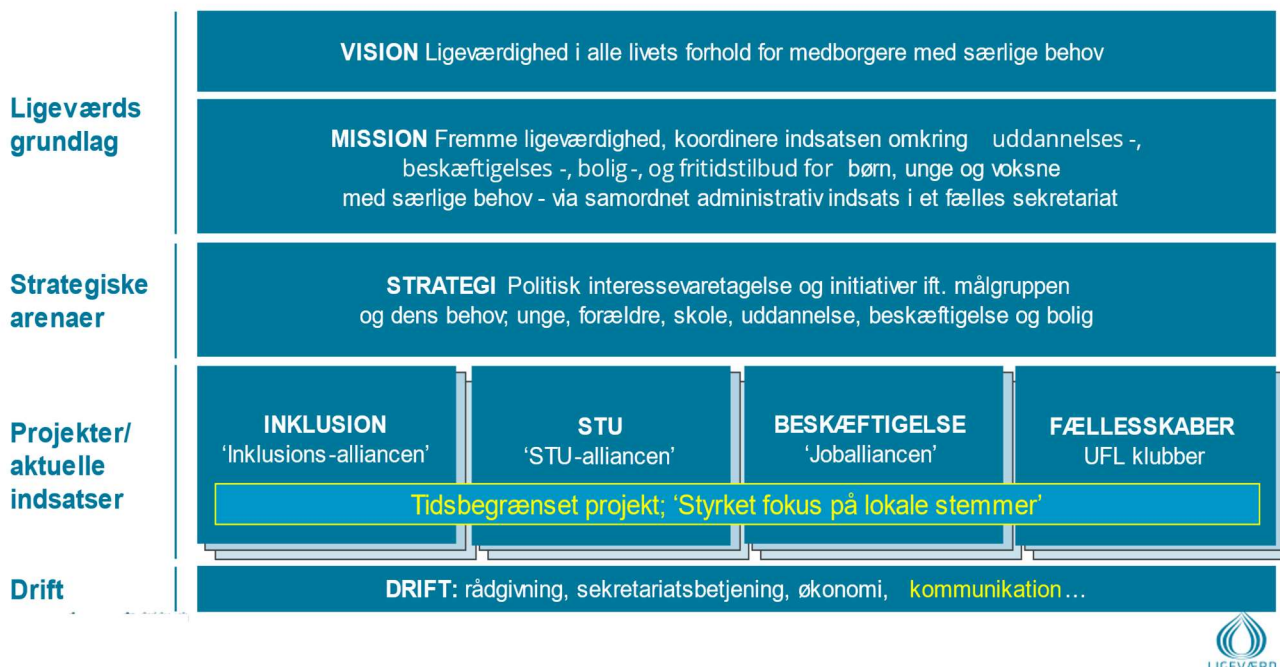 VISION Ligeværdighed i alle livets forhold for medborgere med særlige behov
Ligeværds
grundlag
MISSION Fremme ligeværdighed, koordinere indsatsen omkring uddannelses -,
beskæftigelses -, bolig -, og fritidstilbud for børn, unge og voksne
med særlige behov - via samordnet administrativ indsats i et fælles sekretariat
Strategiske
arenaer
STRATEGI Politisk interessevaretagelse og initiativer ift. målgruppen
og dens behov; unge, forældre, skole, uddannelse, beskæftigelse og bolig
Projekter/
aktuelle
indsatser
INKLUSION
‘Inklusions-alliancen’
STU
‘STU-alliancen’
BESKÆFTIGELSE
‘Joballiancen’
FÆLLESSKABER
UFL klubber
Tidsbegrænset projekt; ‘Styrket fokus på lokale stemmer’
Drift
DRIFT: rådgivning, sekretariatsbetjening, økonomi, kommunikation…
LIGEVÆRD